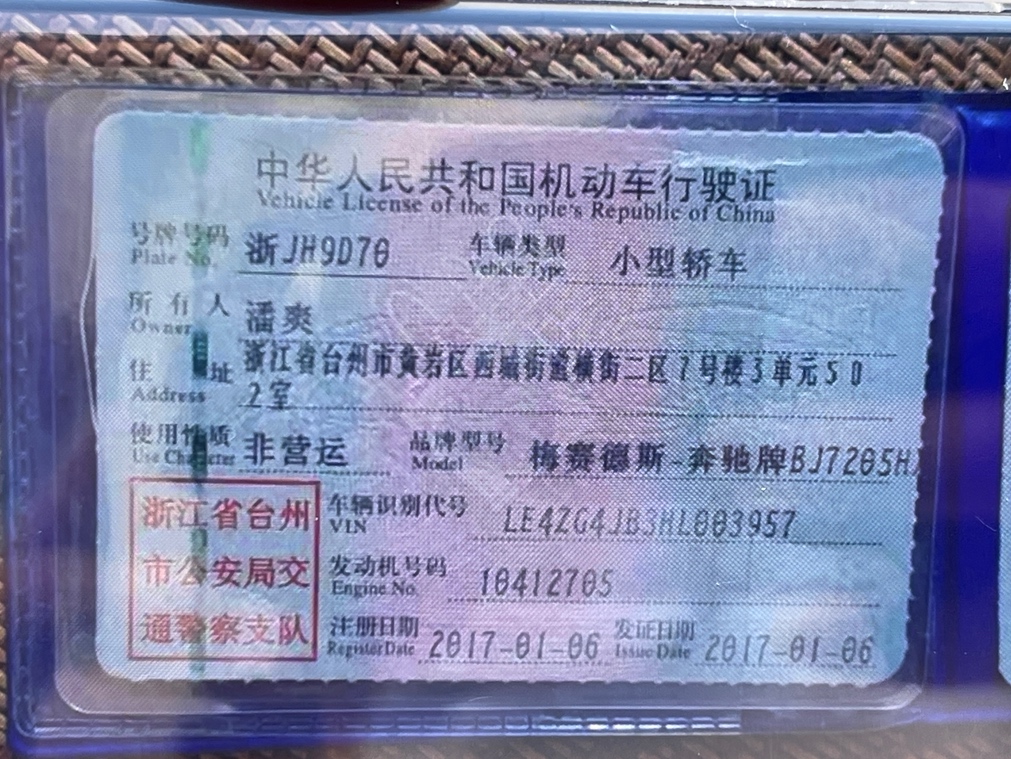 中华人民共和国机动车行驶证
Vehicle License of the People's Republic of China
号牌号码 浙JH9D70 车辆类型 小型轿车
Plate No. Vehicle Type
所有人 潘爽
Owner
住址 浙江省台州市黄岩区西城街道横街二区7号楼3单元50
Address 2室
使用性质 非营运 品牌型号 梅赛德斯-奔驰牌BJ7205H
Use Character Model
浙江省台州
市公安局交
通警察支队
车辆识别代号 LE4ZG4JB3HL003957
VIN
发动机号码 10412705
Engine No.
注册日期 2017-01-06 发证日期 2017-01-06
Register Date Issue Date